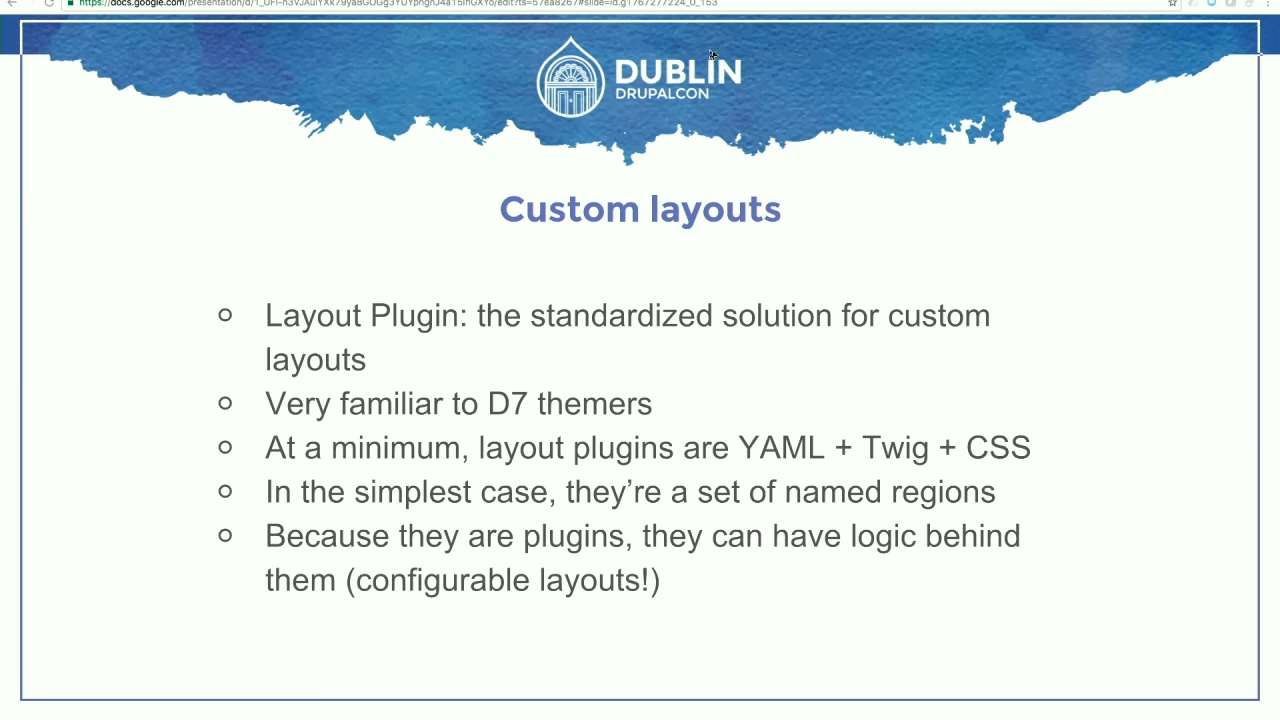 DUBLIN
DRUPALCON
Custom layouts
Layout Plugin: the standardized solution for custom
layouts
Very familiar to D7 themers
At a minimum, layout plugins are YAML + Twig + CSS
In the simplest case, they’re a set of named regions
Because they are plugins, they can have logic behind
them (configurable layouts!)